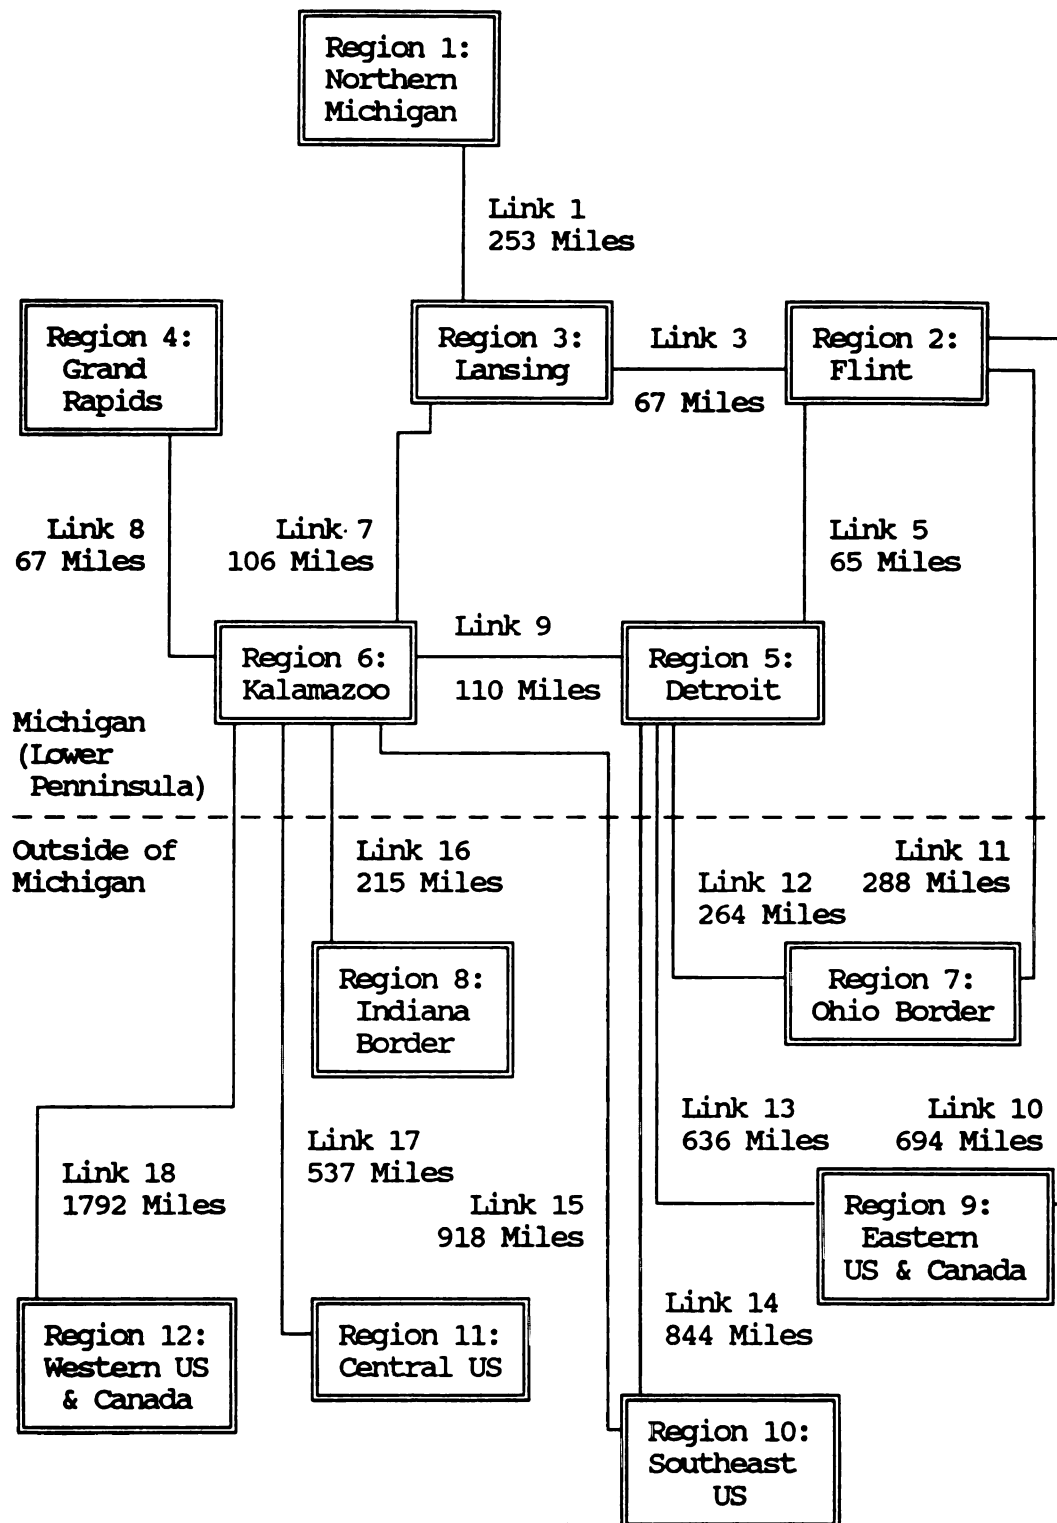 Region 1:
Northern
Michigan
Link 1
253 Miles
Region 4:
Grand
Rapids
Region 3:
Lansing
Link 3
67 Miles
Region 2:
Flint
Link 8
67 Miles
Link 7
106 Miles
Link 5
65 Miles
Region 6:
Kalamazoo
Link 9
110 Miles
Region 5:
Detroit
Michigan
(Lower
Penninsula)
Outside of
Michigan
Link 16
215 Miles
Link 12
264 Miles
Link 11
288 Miles
Region 8:
Indiana
Border
Region 7:
Ohio Border
Link 18
1792 Miles
Link 17
537 Miles
Link 15
918 Miles
Link 13
636 Miles
Link 10
694 Miles
Region 9:
Eastern
US & Canada
Link 14
844 Miles
Region 12:
Western US
& Canada
Region 11:
Central US
Region 10:
Southeast
US